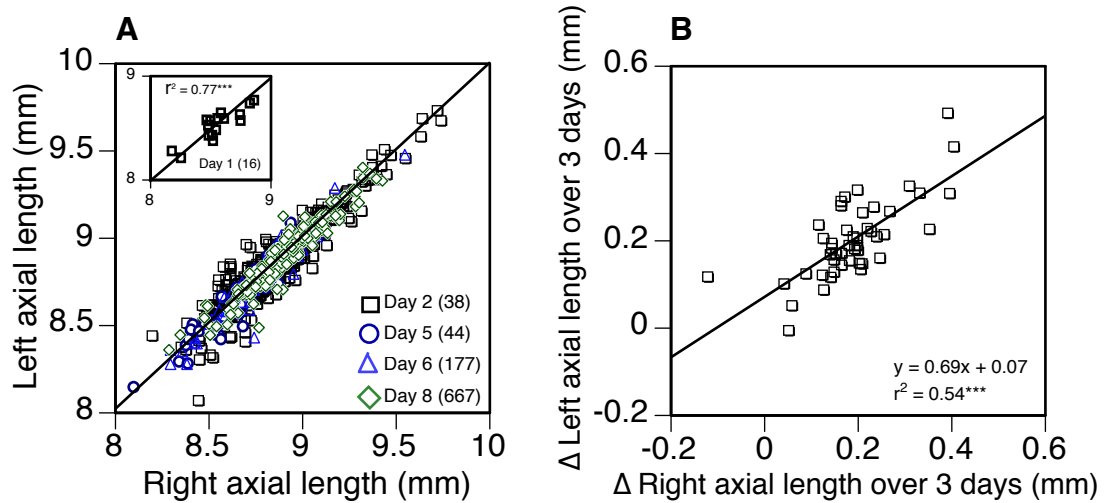 A
Left axial length (mm)
10
9.5
9
8.5
8
8
8.5
9
9.5
10
Right axial length (mm)
9
8
8
9
r² = 0.77***
Day 1 (16)
Day 2 (38)
Day 5 (44)
Day 6 (177)
Day 8 (667)
B
Δ Left axial length over 3 days (mm)
0.6
0.4
0.2
0
-0.2
-0.2
0
0.2
0.4
0.6
Δ Right axial length over 3 days (mm)
y = 0.69x + 0.07
r² = 0.54***